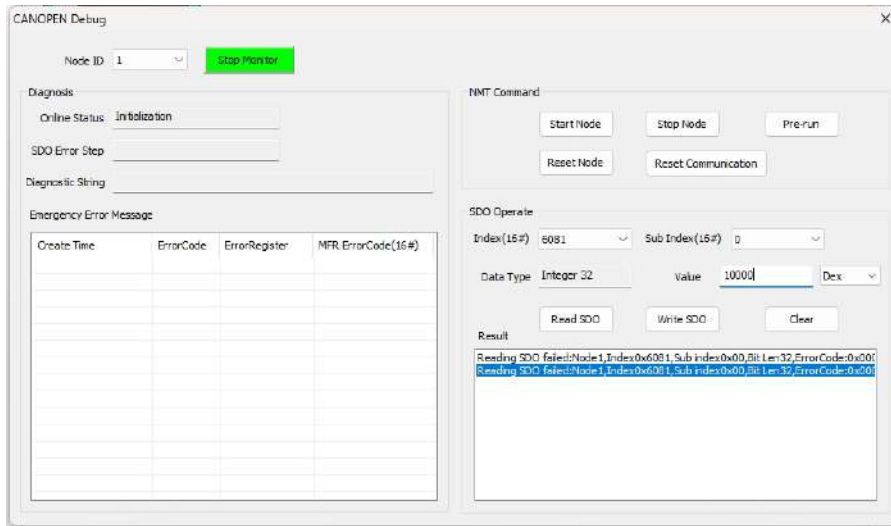 CANOPEN Debug
Node ID 1 Stop Monitor
Diagnosis
Online Status Initialization
SDO Error Step
Diagnostic String
Emergency Error Message
Create Time ErrorCode ErrorRegister MFR ErrorCode(16#)
NMT Command
Start Node Stop Node Pre-run
Reset Node Reset Communication
SDO Operate
Index(16#) 6081 Sub Index(16#) 0
Data Type Integer 32 Value 10000 Dex
Read SDO Write SDO Clear
Result
Reading SDO failed:Node1,Index0x6081,Sub index0x00,Bit Len32,ErrorCode:0x000
Reading SDO failed:Node1,Index0x6081,Sub index0x00,Bit Len32,ErrorCode:0x000